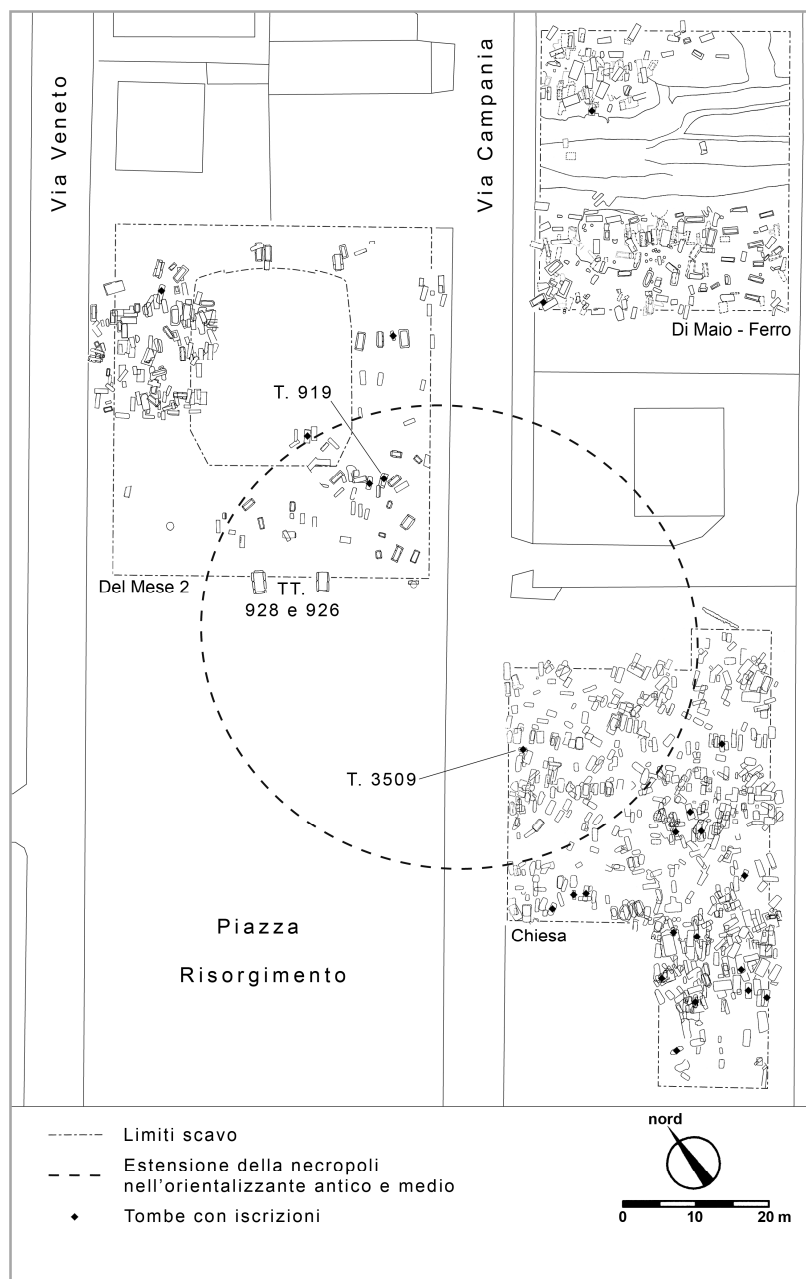 Via Veneto
Via Campania
Di Maio - Ferro
T. 919
Del Mese 2
TT.
928 e 926
T. 3509
Chiesa
Piazza
Risorgimento
Limiti scavo
Estensione della necropoli
nell'orientalizzante antico e medio
Tombe con iscrizioni
nord
0 10 20 m